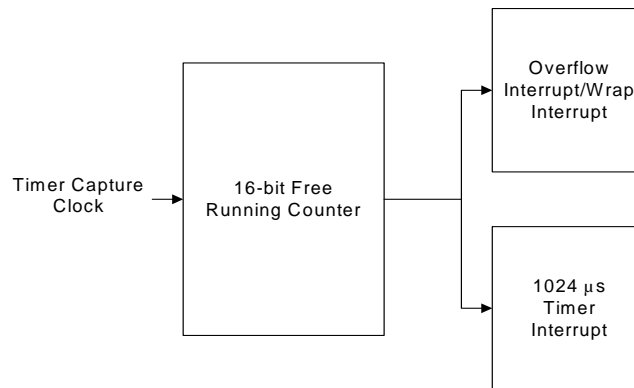 Timer Capture
Clock
16-bit Free
Running Counter
Overflow
Interrupt/Wrap
Interrupt
1024 μs
Timer
Interrupt